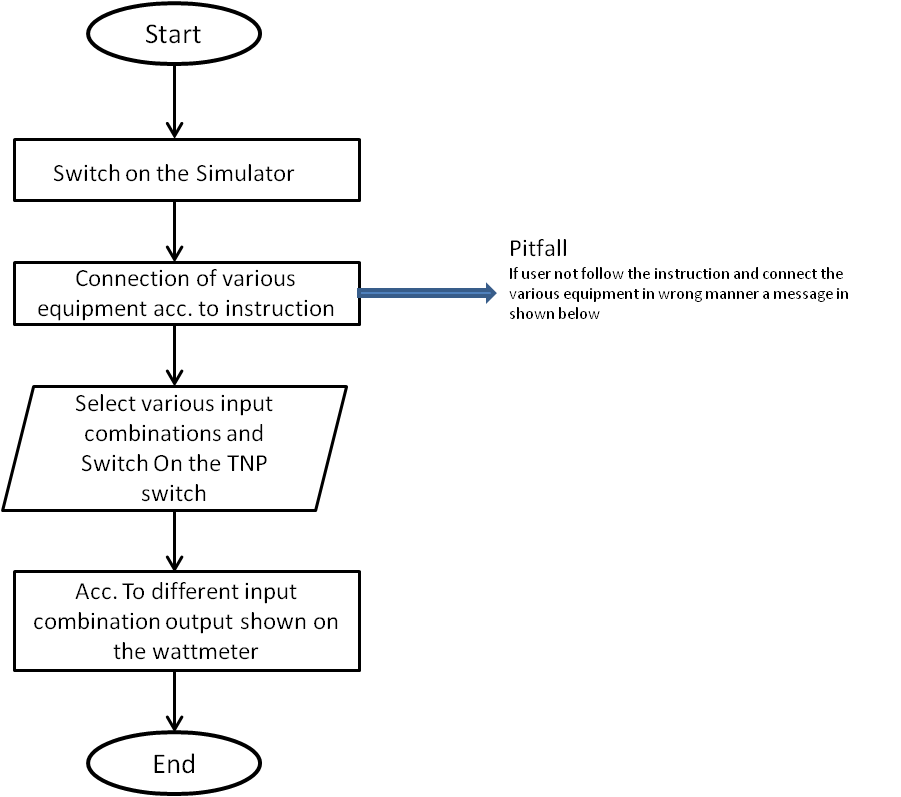 Start
Switch on the Simulator
Connection of various
equipment acc. to instruction
Pitfall
If user not follow the instruction and connect the
various equipment in wrong manner a message in
shown below
Select various input
combinations and
Switch On the TNP
switch
Acc. To different input
combination output shown on
the wattmeter
End